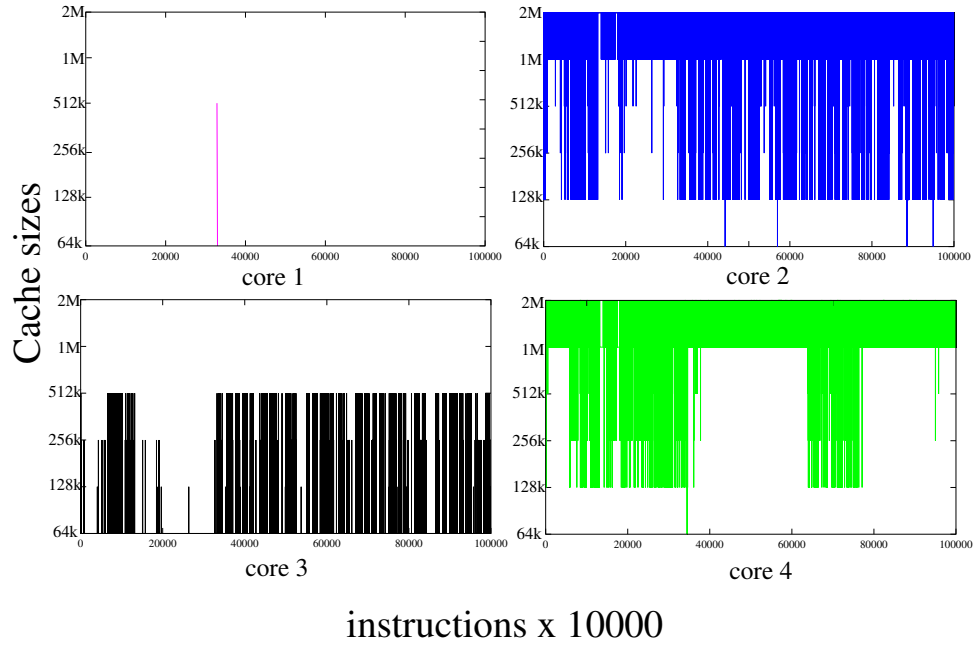 2M
1M
512k
256k
128k
64k
0 20000 40000 60000 80000 100000
core 1
2M
1M
512k
256k
128k
64k
0 20000 40000 60000 80000 100000
core 2
Cache sizes
2M
1M
512k
256k
128k
64k
0 20000 40000 60000 80000 100000
core 3
2M
1M
512k
256k
128k
64k
0 20000 40000 60000 80000 100000
core 4
instructions x 10000